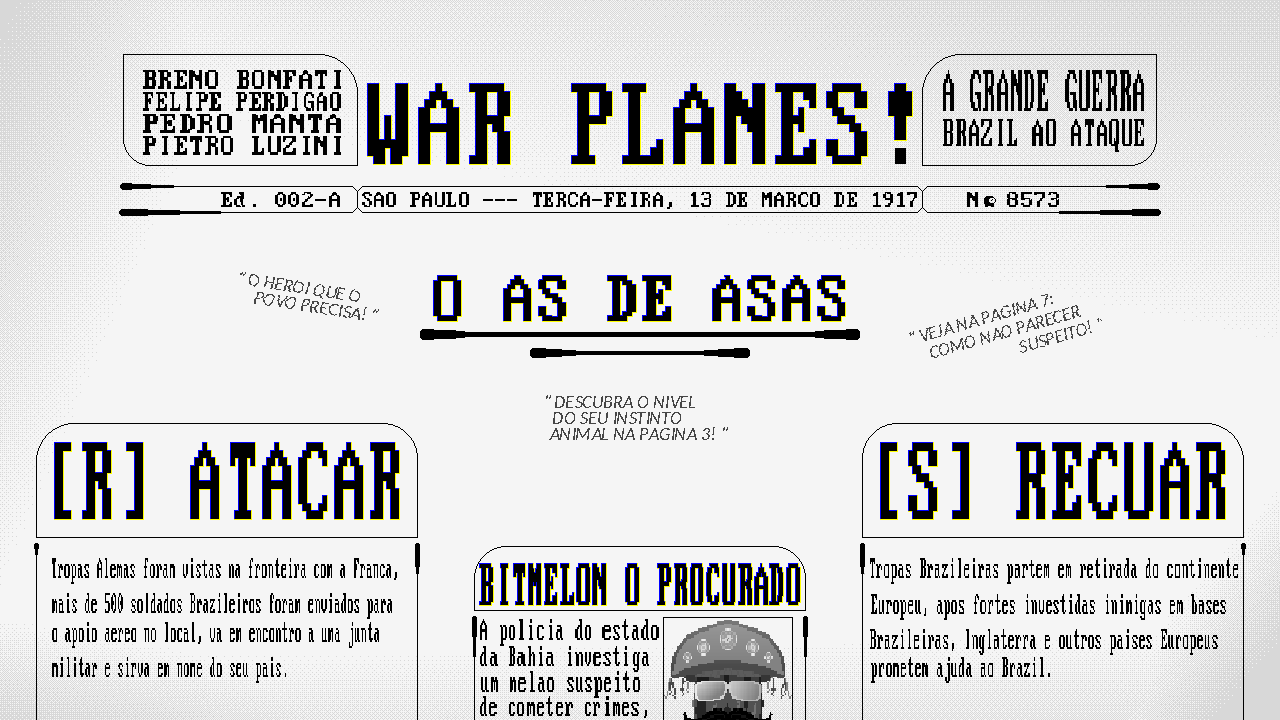 BRENO BONFATI
FELIPE PERDIGAO
PEDRO MANTA
PIETRO LUZINI
WAR PLANES!
A GRANDE GUERRA
BRAZIL AO ATAQUE
Ed. 002-A
SAO PAULO --- TERCA-FEIRA, 13 DE MARCO DE 1917
Nº 8573
"O HEROI QUE O
POVO PRECISA!"
O AS DE ASAS
"VEJA NA PAGINA 7:
COMO NAO PARECER
SUSPEITO!"
"DESCUBRA O NIVEL
DO SEU INSTINTO
ANIMAL NA PAGINA 3!"
[R] ATACAR
Tropas Alemas foram vistas na fronteira com a Franca,
mais de 500 soldados Brazileiros foram enviados para
o apoio aereo no local, va em encontro a uma junta
militar e sirva em nome do seu pais.
BITMELON O PROCURADO
A policia do estado
da Bahia investiga
um melao suspeito
de cometer crimes,
[S] RECUAR
Tropas Brazileiras partem em retirada do continente
Europeu, apos fortes investidas inimigas em bases
Brazileiras, Inglaterra e outros paises Europeus
prometem ajuda ao Brazil.